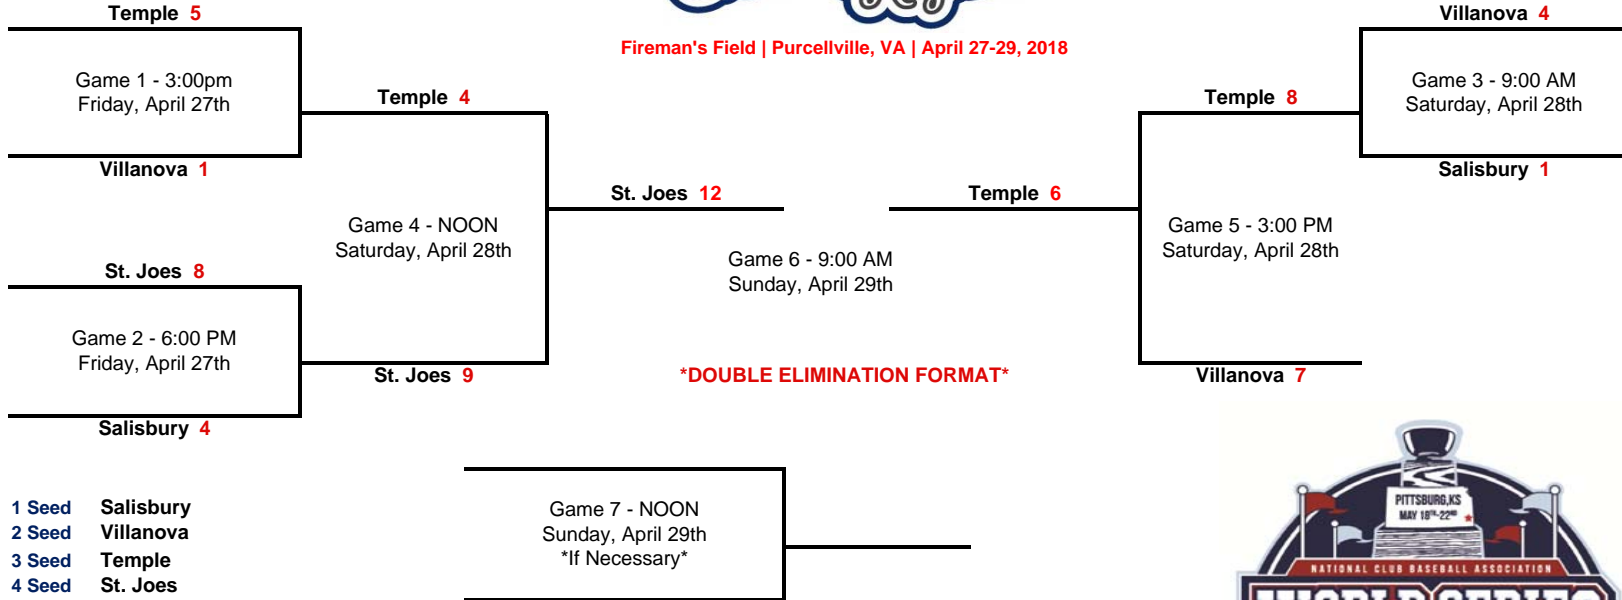 Temple 5
Villanova 4
Fireman's Field | Purcellville, VA | April 27-29, 2018
Game 1 - 3:00pm
Friday, April 27th
Game 3 - 9:00 AM
Saturday, April 28th
Temple 4
Temple 8
Villanova 1
Salisbury 1
St. Joes 12
Temple 6
Game 4 - NOON
Saturday, April 28th
Game 5 - 3:00 PM
Saturday, April 28th
Game 6 - 9:00 AM
Sunday, April 29th
St. Joes 8
Game 2 - 6:00 PM
Friday, April 27th
St. Joes 9
*DOUBLE ELIMINATION FORMAT*
Villanova 7
Salisbury 4
1 Seed Salisbury
2 Seed Villanova
3 Seed Temple
4 Seed St. Joes
Game 7 - NOON
Sunday, April 29th
*If Necessary*
PITTSBURG,KS
MAY 18TH-22ND
NATIONAL CLUB BASEBALL ASSOCIATION
WORLD SERIES